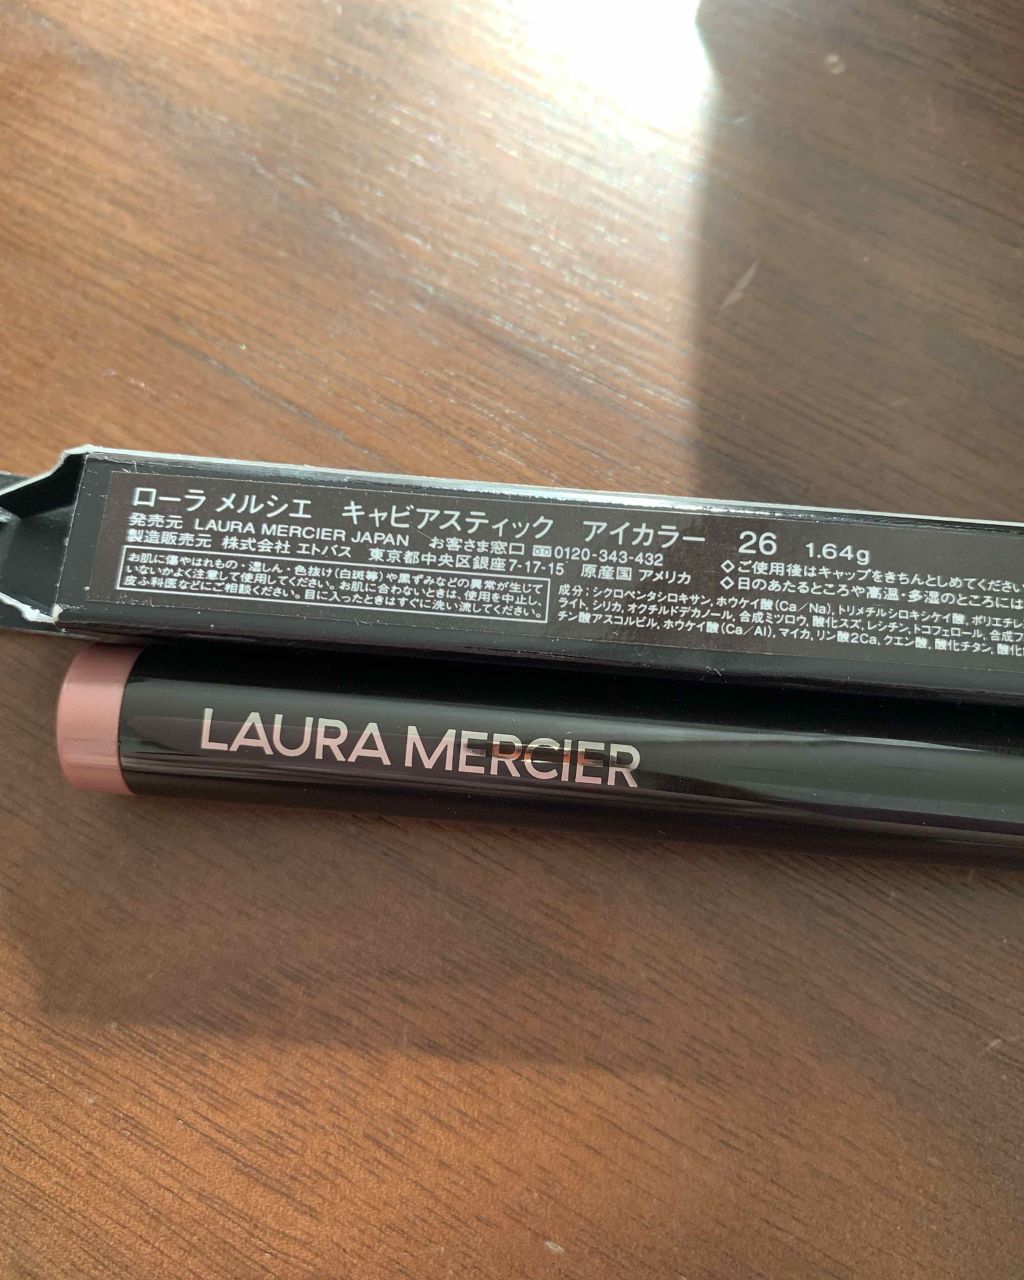 ローラ メルシエ キャビアスティック アイカラー 26 1.64g
発売元 LAURA MERCIER JAPAN お客さま窓口 0120-343-432
製造販売元 株式会社 エトバス 東京都中央区銀座7-17-15 原産国 アメリカ
お肌に傷やはれもの・湿しん・色抜け(白斑等)や黒ずみなどの異常が生じて
いないかよく注意して使用してください。お肌に合わないときは、使用を中止し、
皮ふ科医などにご相談ください。目に入ったときはすぐに洗い流してください。
◇ご使用後はキャップをきちんとしめてください
◇日のあたるところや高温・多湿のところには
成分:シクロペンタシロキサン, ホウケイ酸(Ca/Na), トリメチルシロキシケイ酸, ポリエチレ
ライト, シリカ, オクチルドデカノール, 合成ミツロウ, 酸化スズ, レシチン, トコフェロール, 合成フ
チン酸アスコルビル, ホウケイ酸(Ca/Al), マイカ, リン酸2Ca, クエン酸, 酸化チタン, 酸化
LAURA MERCIER